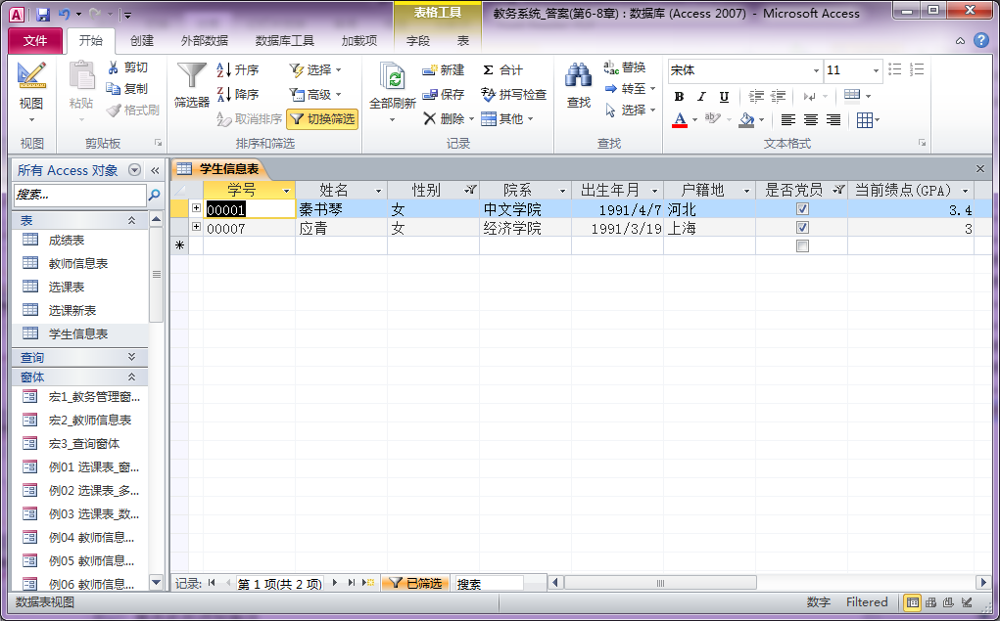 表格工具
教务系统_答案(第6-8章) : 数据库 (Access 2007) - Microsoft Access
文件 开始 创建 外部数据 数据库工具 加载项 字段 表
视图
视图
粘贴
剪切
复制
格式刷
剪贴板
筛选器
升序
降序
取消排序
选择
高级
切换筛选
排序和筛选
全部刷新
新建
保存
删除
合计
拼写检查
其他
记录
查找
替换
转至
选择
查找
宋体 11
B I U
文本格式
所有 Access 对象
搜索...
表
成绩表
教师信息表
选课表
选课新表
学生信息表
查询
窗体
宏1_教务管理窗...
宏2_教师信息表
宏3_查询窗体
例01 选课表_窗...
例02 选课表_多...
例03 选课表_数...
例04 教师信息...
例05 教师信息...
例06 教师信息...
学生信息表
学号 姓名 性别 院系 出生年月 户籍地 是否党员 当前绩点(GPA)
00001 秦书琴 女 中文学院 1991/4/7 河北 3.4
00007 应青 女 经济学院 1991/3/19 上海 3
记录: 第 1 项(共 2 项) 已筛选 搜索
数据表视图 数字 Filtered